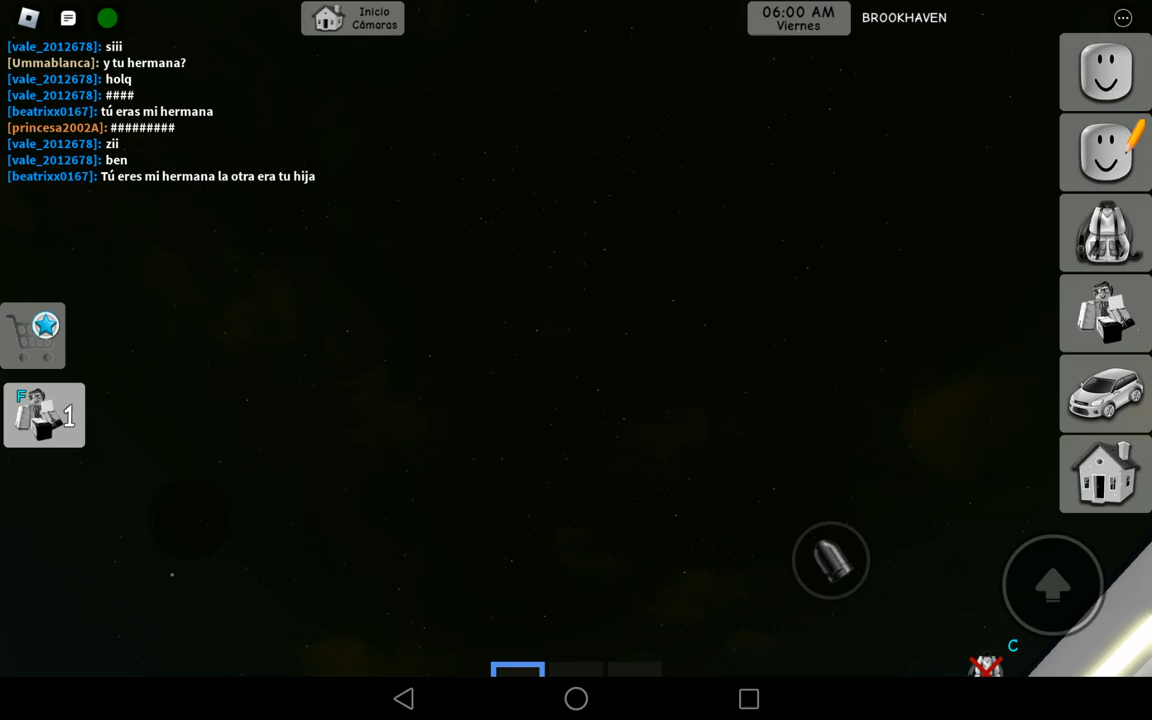 Inicio
Cámaras
06:00 AM
Viernes
BROOKHAVEN
[vale_2012678]: siii
[Ummablanca]: y tu hermana?
[vale_2012678]: holq
[vale_2012678]: ####
[beatrixx0167]: tú eras mi hermana
[princesa2002A]: #########
[vale_2012678]: zii
[vale_2012678]: ben
[beatrixx0167]: Tú eres mi hermana la otra era tu hija
F
1
C